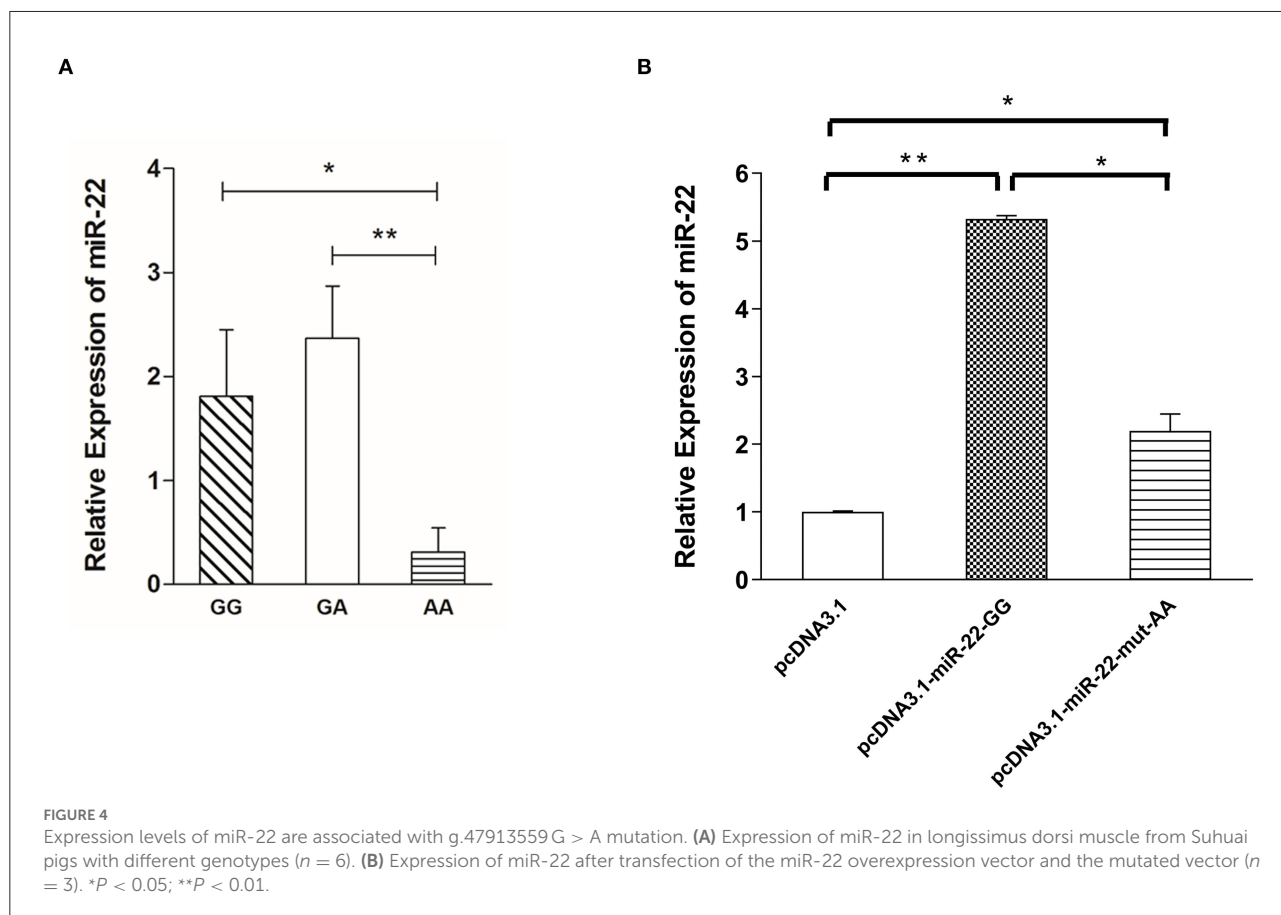 A
Relative Expression of miR-22
4
3
2
1
0
*
**
GG GA AA
B
Relative Expression of miR-22
6
5
4
3
2
1
0
*
** *
pcDNA3.1
pcDNA3.1-miR-22-GG
pcDNA3.1-miR-22-mut-AA
FIGURE 4
Expression levels of miR-22 are associated with g.47913559 G > A mutation. (A) Expression of miR-22 in longissimus dorsi muscle from Suhuai
pigs with different genotypes (n = 6). (B) Expression of miR-22 after transfection of the miR-22 overexpression vector and the mutated vector (n
= 3). *P < 0.05; **P < 0.01.